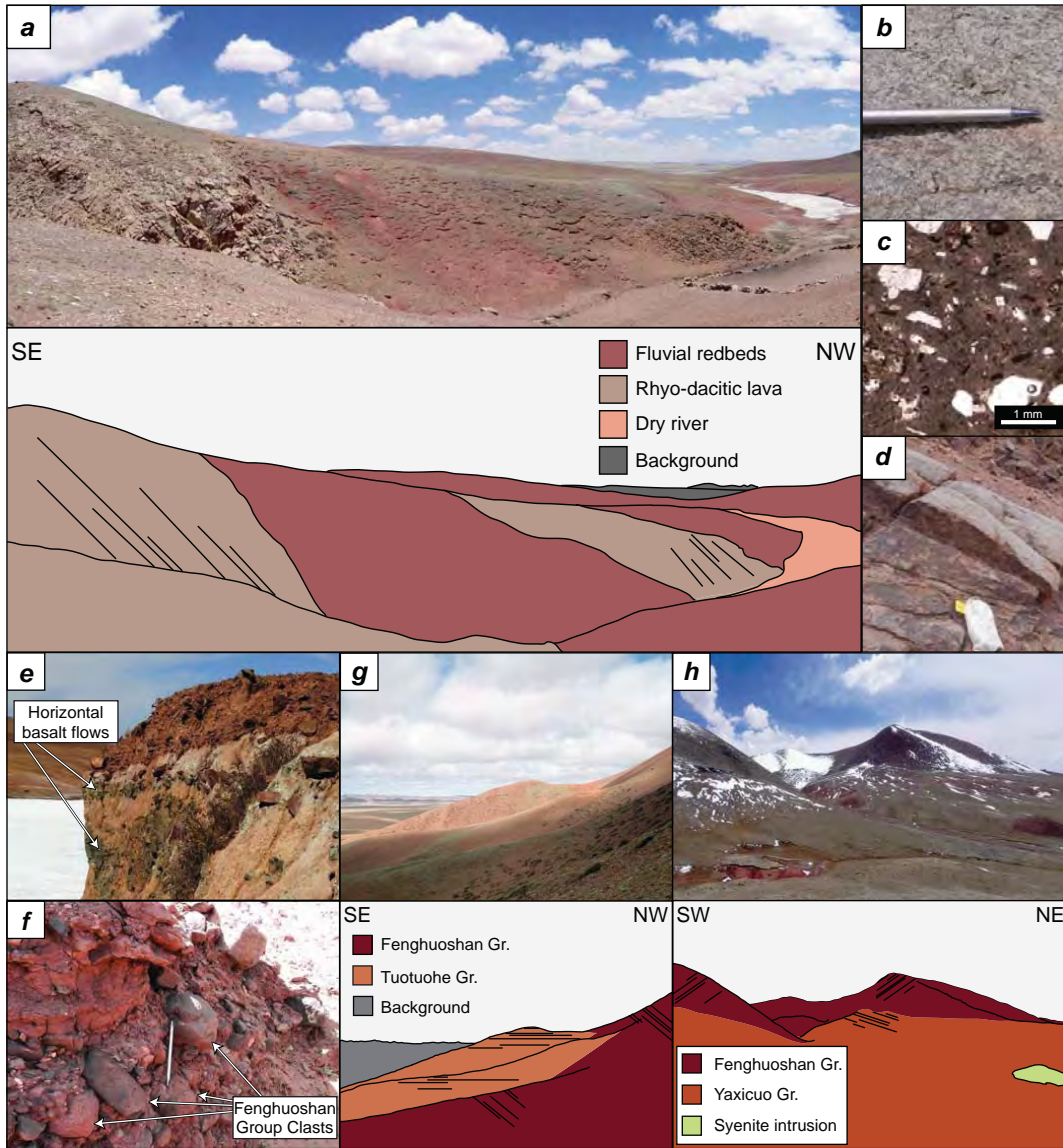 a
b
c
1 mm
d
SE
NW
Fluvial redbeds
Rhyo-dacitic lava
Dry river
Background
e
Horizontal
basalt flows
f
Fenghuoshan
Group Clasts
g
SE
NW
Fenghuoshan Gr.
Tuotuohe Gr.
Background
h
SW
NE
Fenghuoshan Gr.
Yaxicuo Gr.
Syenite intrusion